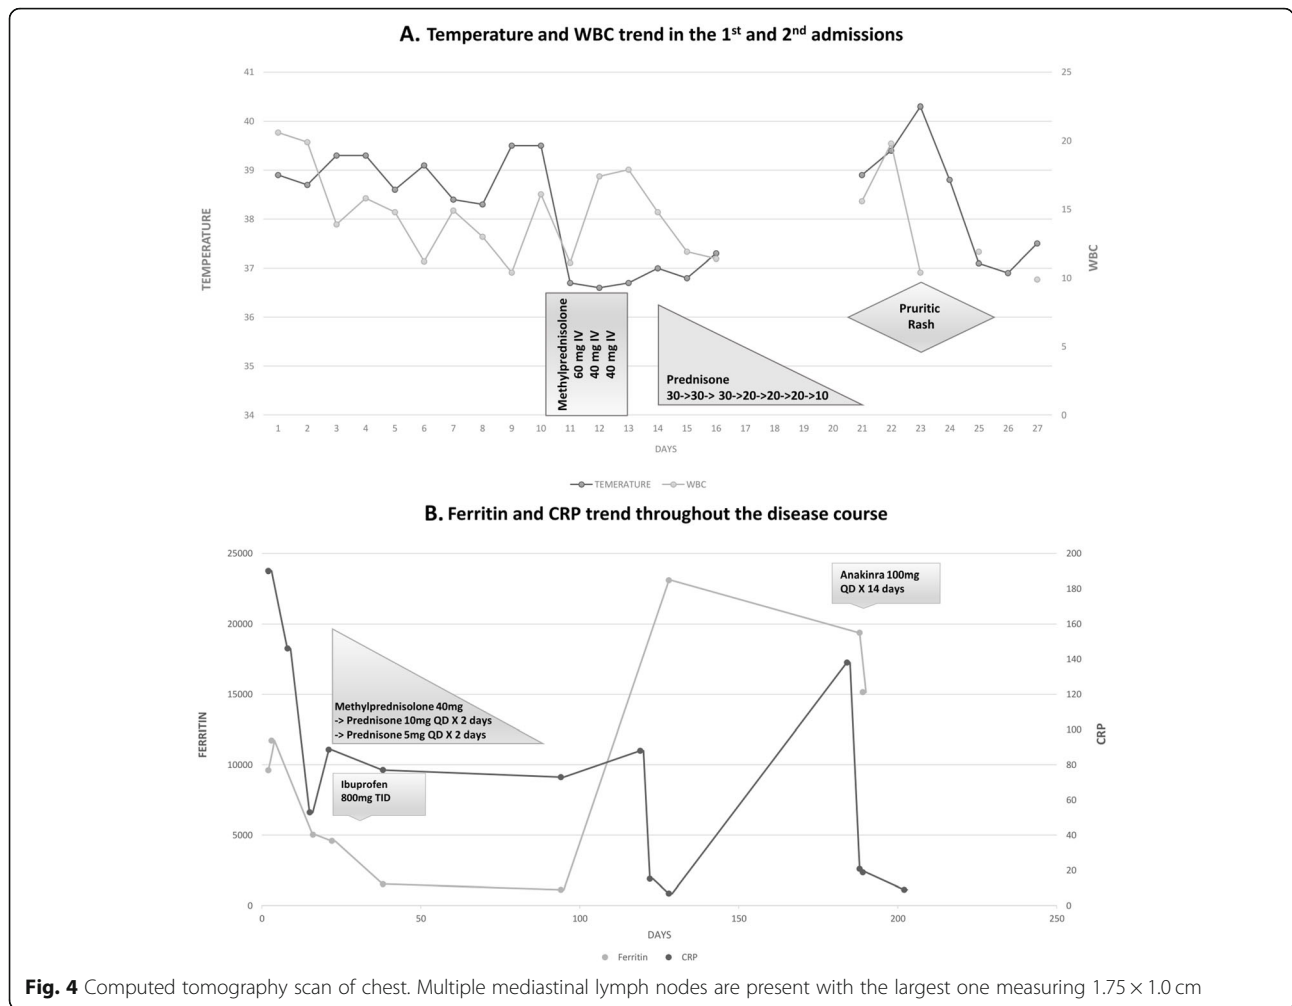 A. Temperature and WBC trend in the 1st and 2nd admissions
41
40
39
38
37
36
35
34
TEMPERATURE
25
20
15
10
5
0
WBC
Methylprednisolone
60 mg IV
40 mg IV
40 mg IV
Prednisone
30->30-> 30->20->20->20->10
Pruritic
Rash
1 2 3 4 5 6 7 8 9 10 11 12 13 14 15 16 17 18 19 20 21 22 23 24 25 26 27
DAYS
TEMERATURE WBC
B. Ferritin and CRP trend throughout the disease course
25000
20000
15000
10000
5000
0
FERRITIN
200
180
160
140
120
100
80
60
40
20
0
CRP
Anakinra 100mg
QD X 14 days
Methylprednisolone 40mg
-> Prednisone 10mg QD X 2 days
-> Prednisone 5mg QD X 2 days
Ibuprofen
800mg TID
0 50 100 150 200 250
DAYS
Ferritin CRP
Fig. 4 Computed tomography scan of chest. Multiple mediastinal lymph nodes are present with the largest one measuring 1.75 × 1.0 cm